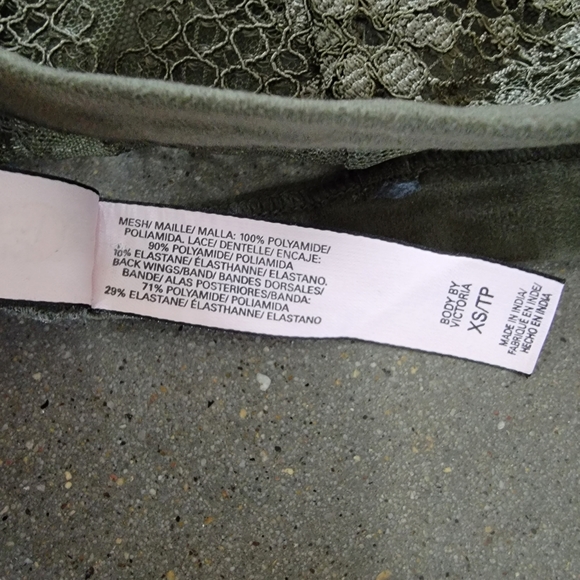 MESH/ MAILLE/ MALLA: 100% POLYAMIDE/
POLIAMIDA. LACE/ DENTELLE/ ENCAJE:
90% POLYAMIDE/ POLIAMIDA
10% ELASTANE/ ÉLASTHANNE/ ELASTANO.
BACK WINGS/BAND/ BANDES DORSALES/
BANDE/ ALAS POSTERIORES/BANDA:
71% POLYAMIDE/ POLIAMIDA
29% ELASTANE/ ÉLASTHANNE/ ELASTANO
BODY BY
VICTORIA
XS/TP
MADE IN INDIA/
FABRIQUÉ EN INDE/
HECHO EN INDIA